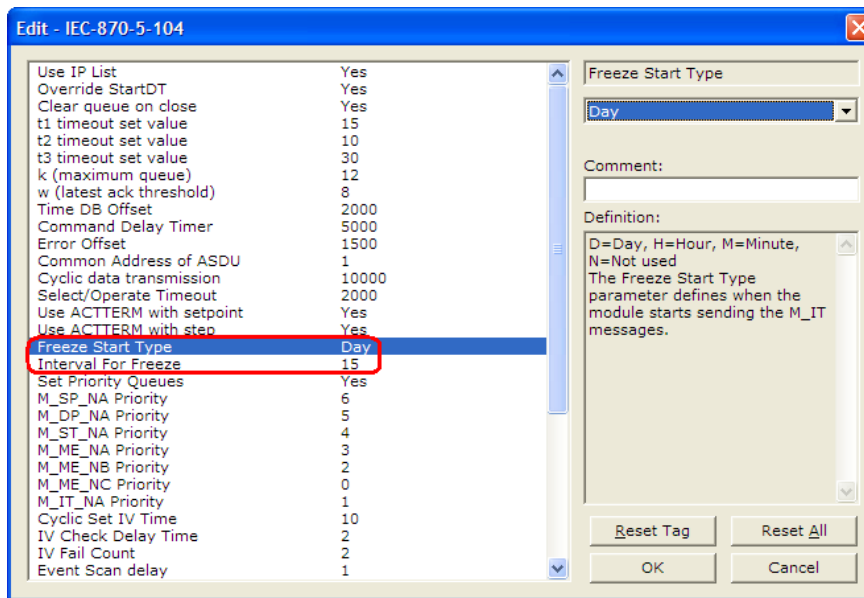 Edit - IEC-870-5-104
Use IP List Yes
Override StartDT Yes
Clear queue on close Yes
t1 timeout set value 15
t2 timeout set value 10
t3 timeout set value 30
k (maximum queue) 12
w (latest ack threshold) 8
Time DB Offset 2000
Command Delay Timer 5000
Error Offset 1500
Common Address of ASDU 1
Cyclic data transmission 10000
Select/Operate Timeout 2000
Use ACTTERM with setpoint Yes
Use ACTTERM with step Yes
Freeze Start Type Day
Interval For Freeze 15
Set Priority Queues Yes
M_SP_NA Priority 6
M_DP_NA Priority 5
M_ST_NA Priority 4
M_ME_NA Priority 3
M_ME_NB Priority 2
M_ME_NC Priority 0
M_IT_NA Priority 1
Cyclic Set IV Time 10
IV Check Delay Time 2
IV Fail Count 2
Event Scan delay 1
Freeze Start Type
Day
Comment:
Definition:
D=Day, H=Hour, M=Minute,
N=Not used
The Freeze Start Type
parameter defines when the
module starts sending the M_IT
messages.
Reset Tag
Reset All
OK
Cancel